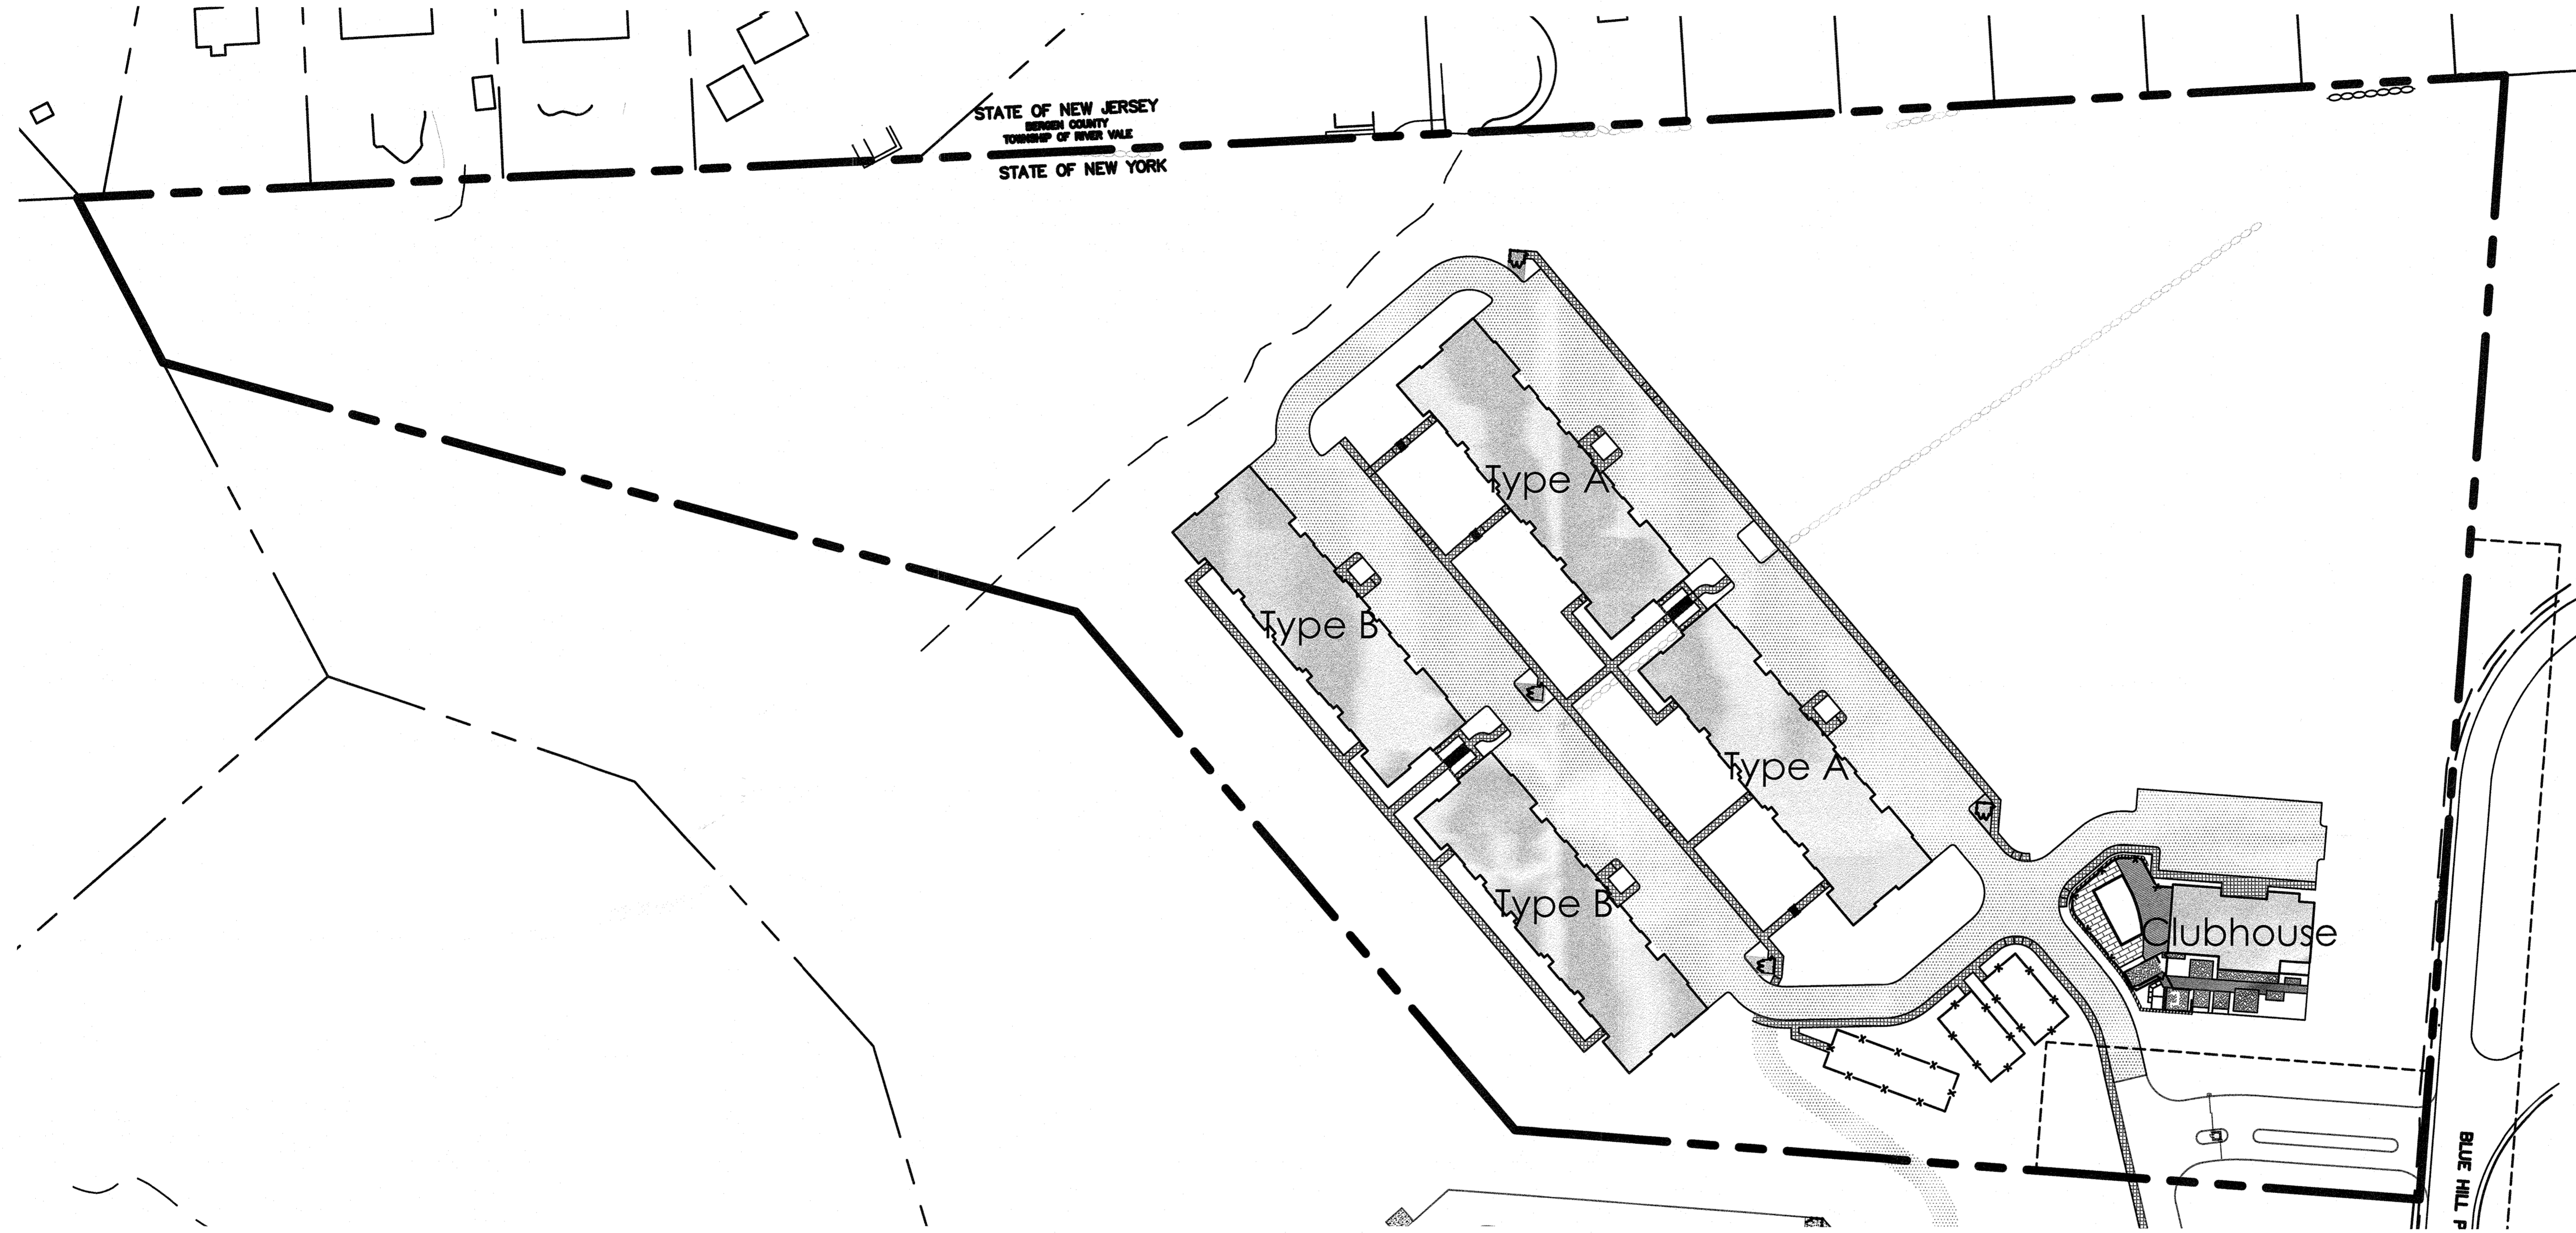 STATE OF NEW JERSEY
BERGEN COUNTY
TOWNSHIP OF RIVER VALE
STATE OF NEW YORK
Type A
Type B
Type A
Type B
Clubhouse
BLUE HILL P